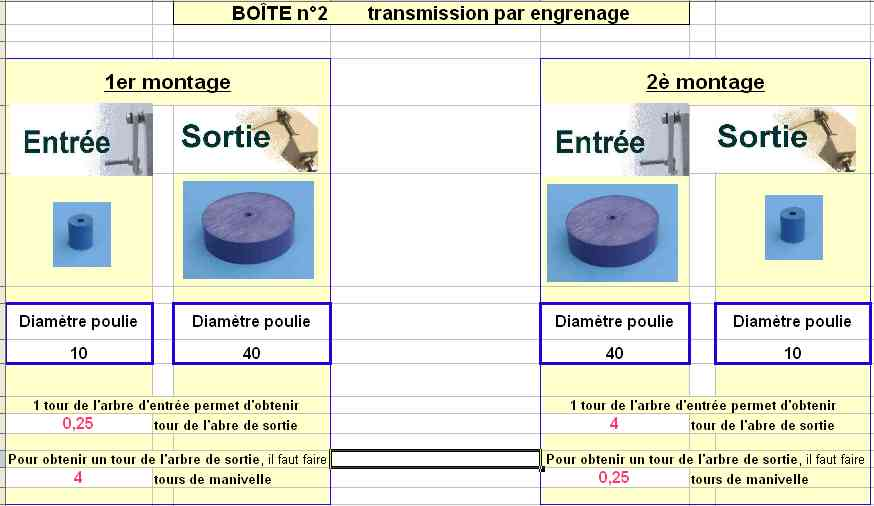 BOÎTE n°2 transmission par engrenage
1er montage
Entrée Sortie
Diamètre poulie Diamètre poulie
10 40
1 tour de l'arbre d'entrée permet d'obtenir
0,25 tour de l'abre de sortie
Pour obtenir un tour de l'arbre de sortie, il faut faire
4 tours de manivelle
2è montage
Entrée Sortie
Diamètre poulie Diamètre poulie
40 10
1 tour de l'arbre d'entrée permet d'obtenir
4 tour de l'abre de sortie
Pour obtenir un tour de l'arbre de sortie, il faut faire
0,25 tours de manivelle